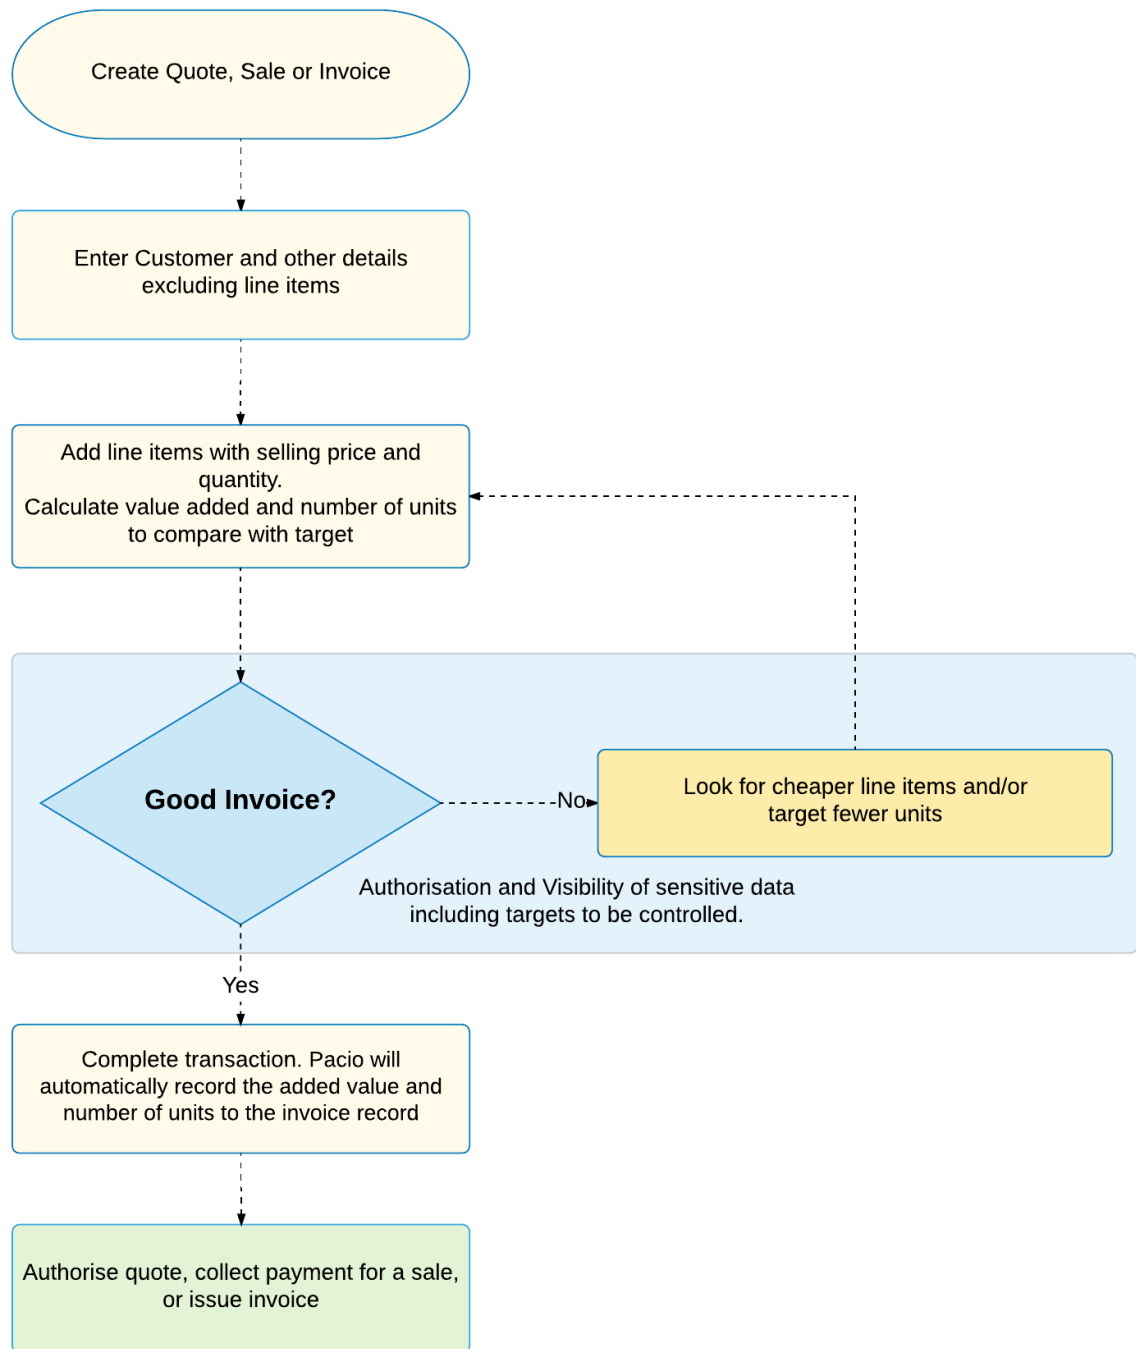 Create Quote, Sale or Invoice
Enter Customer and other details
excluding line items
Add line items with selling price and
quantity.
Calculate value added and number of units
to compare with target
Good Invoice?
No
Look for cheaper line items and/or
target fewer units
Authorisation and Visibility of sensitive data
including targets to be controlled.
Yes
Complete transaction. Pacio will
automatically record the added value and
number of units to the invoice record
Authorise quote, collect payment for a sale,
or issue invoice